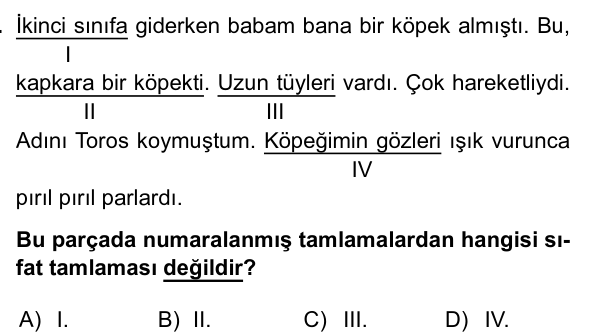 . İkinci sınıfa giderken babam bana bir köpek almıştı. Bu,
I
kapkara bir köpekti. Uzun tüyleri vardı. Çok hareketliydi.
II III
Adını Toros koymuştum. Köpeğimin gözleri ışık vurunca
IV
pırıl pırıl parlardı.
Bu parçada numaralanmış tamlamalardan hangisi sı-
fat tamlaması değildir?
A) I. B) II. C) III. D) IV.